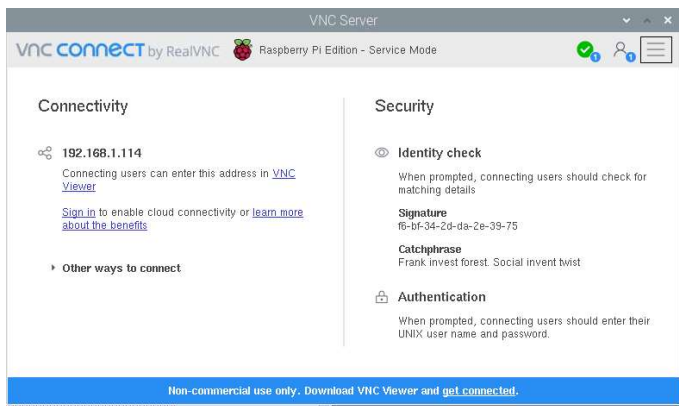 VNC Server
VNC CONNECT by RealVNC Raspberry Pi Edition - Service Mode
1 1
Connectivity
192.168.1.114
Connecting users can enter this address in VNC
Viewer
Sign in to enable cloud connectivity or learn more
about the benefits
Other ways to connect
Security
Identity check
When prompted, connecting users should check for
matching details
Signature
f6-bf-34-2d-da-2e-39-75
Catchphrase
Frank invest forest. Social invent twist
Authentication
When prompted, connecting users should enter their
UNIX user name and password.
Non-commercial use only. Download VNC Viewer and get connected.